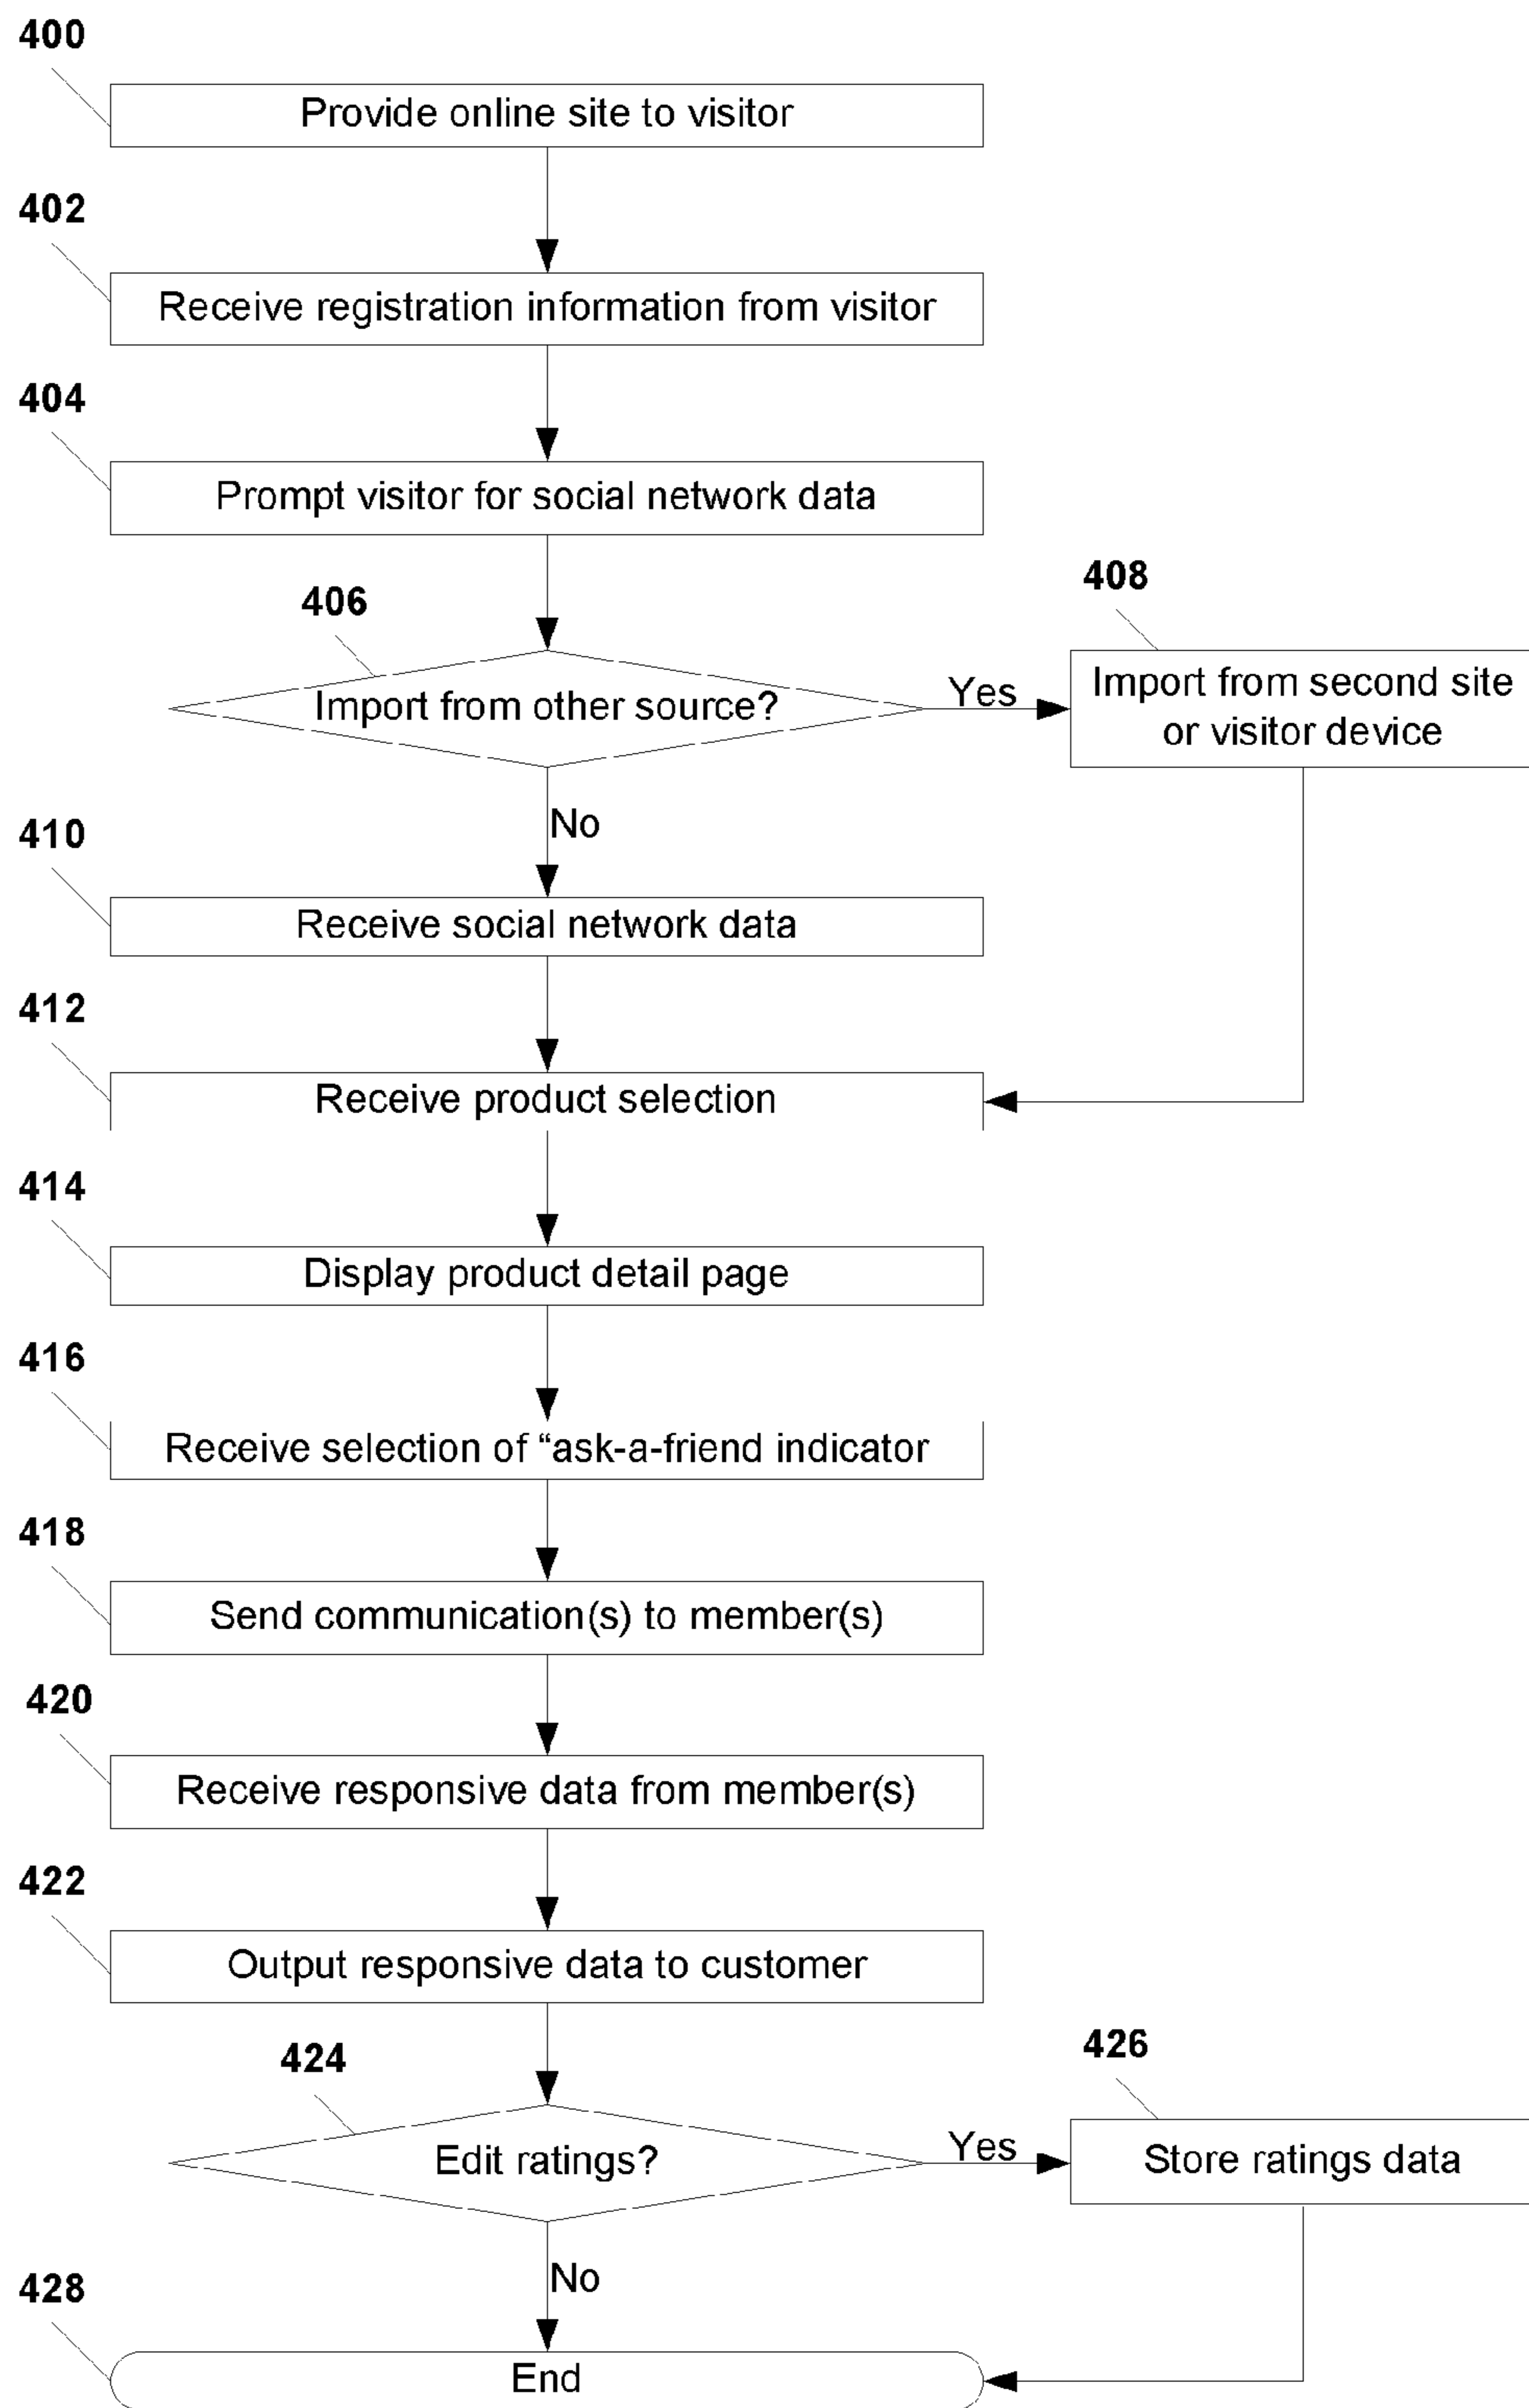 400
Provide online site to visitor
402
Receive registration information from visitor
404
Prompt visitor for social network data
406
Import from other source?
Yes
408
Import from second site
or visitor device
No
410
Receive social network data
412
Receive product selection
414
Display product detail page
416
Receive selection of “ask-a-friend indicator
418
Send communication(s) to member(s)
420
Receive responsive data from member(s)
422
Output responsive data to customer
424
Edit ratings?
Yes
426
Store ratings data
No
428
End